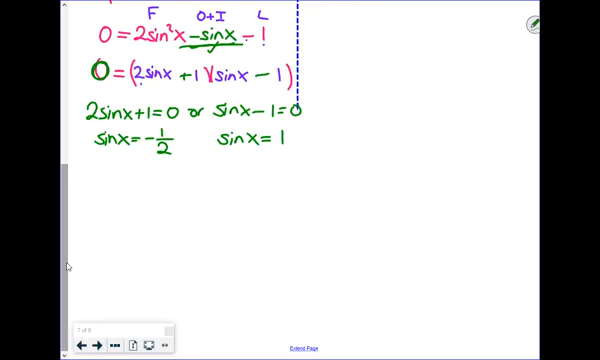 F O+I L
0 = 2sin²x - sinx - 1
0 = (2sinx + 1)(sinx - 1)
2sinx + 1 = 0 or sinx - 1 = 0
sinx = -1/2 sinx = 1
7 of 5
Extend Page